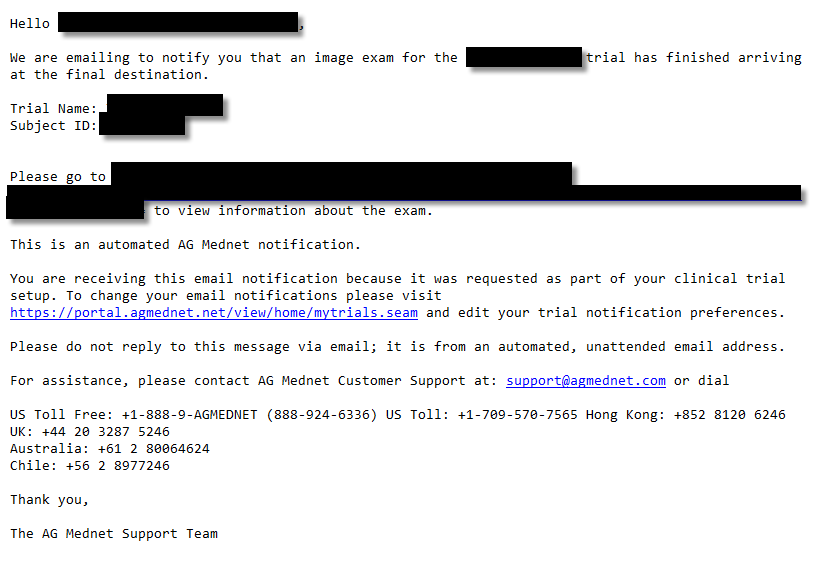 Hello ,
We are emailing to notify you that an image exam for the trial has finished arriving
at the final destination.
Trial Name:
Subject ID:
Please go to
to view information about the exam.
This is an automated AG Mednet notification.
You are receiving this email notification because it was requested as part of your clinical trial
setup. To change your email notifications please visit
https://portal.agmednet.net/view/home/mytrials.seam and edit your trial notification preferences.
Please do not reply to this message via email; it is from an automated, unattended email address.
For assistance, please contact AG Mednet Customer Support at: support@agmednet.com or dial
US Toll Free: +1-888-9-AGMEDNET (888-924-6336) US Toll: +1-709-570-7565 Hong Kong: +852 8120 6246
UK: +44 20 3287 5246
Australia: +61 2 80064624
Chile: +56 2 8977246
Thank you,
The AG Mednet Support Team